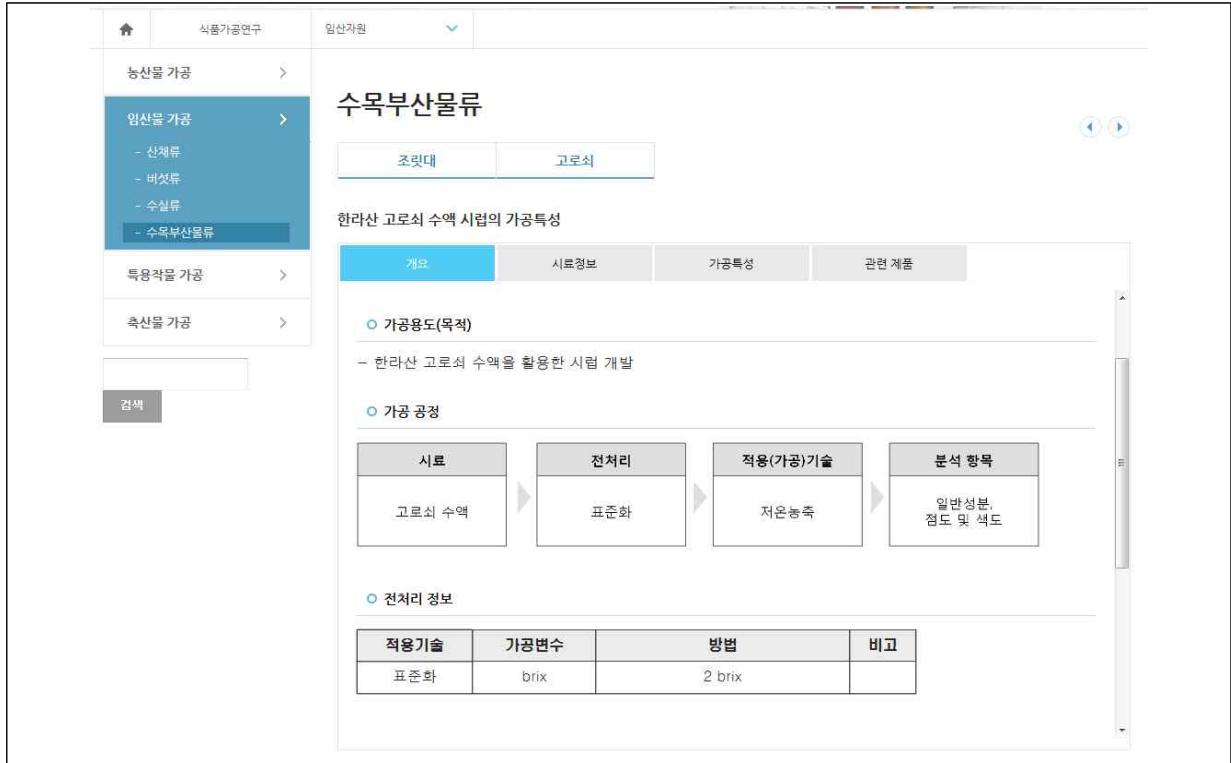 식품가공연구
임산자원
농산물 가공
임산물 가공
- 산채류
- 버섯류
- 수실류
- 수목부산물류
특용작물 가공
축산물 가공
검색
수목부산물류
조릿대
고로쇠
한라산 고로쇠 수액 시럽의 가공특성
개요
시료정보
가공특성
관련 제품
가공용도(목적)
– 한라산 고로쇠 수액을 활용한 시럽 개발
가공 공정
시료
전처리
적용(가공)기술
분석 항목
고로쇠 수액
표준화
저온농축
일반성분,
점도 및 색도
전처리 정보
적용기술 가공변수 방법 비고
표준화 brix 2 brix